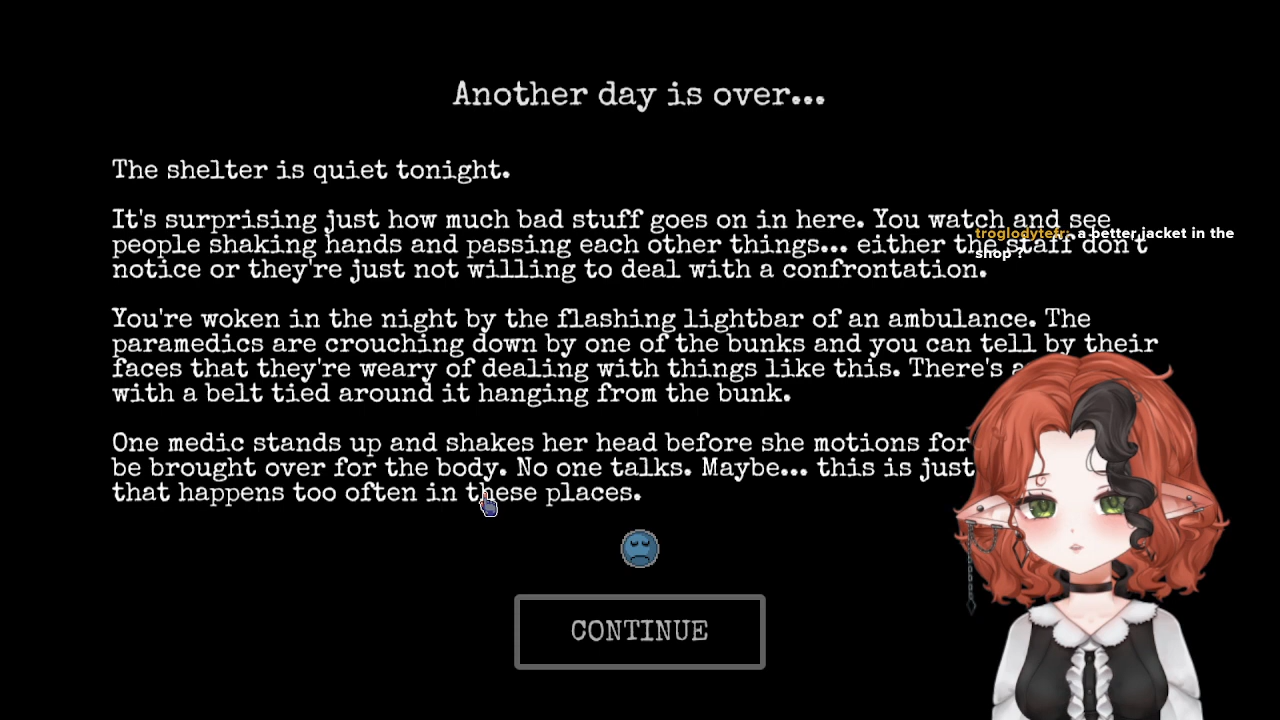 Another day is over...
The shelter is quiet tonight.
It's surprising just how much bad stuff goes on in here. You watch and see
people shaking hands and passing each other things... either the staff don't
notice or they're just not willing to deal with a confrontation.
troglodytefr: a better jacket in the
shop ?
You're woken in the night by the flashing lightbar of an ambulance. The
paramedics are crouching down by one of the bunks and you can tell by their
faces that they're weary of dealing with things like this. There's a
with a belt tied around it hanging from the bunk.
One medic stands up and shakes her head before she motions for
be brought over for the body. No one talks. Maybe... this is just
that happens too often in these places.
CONTINUE